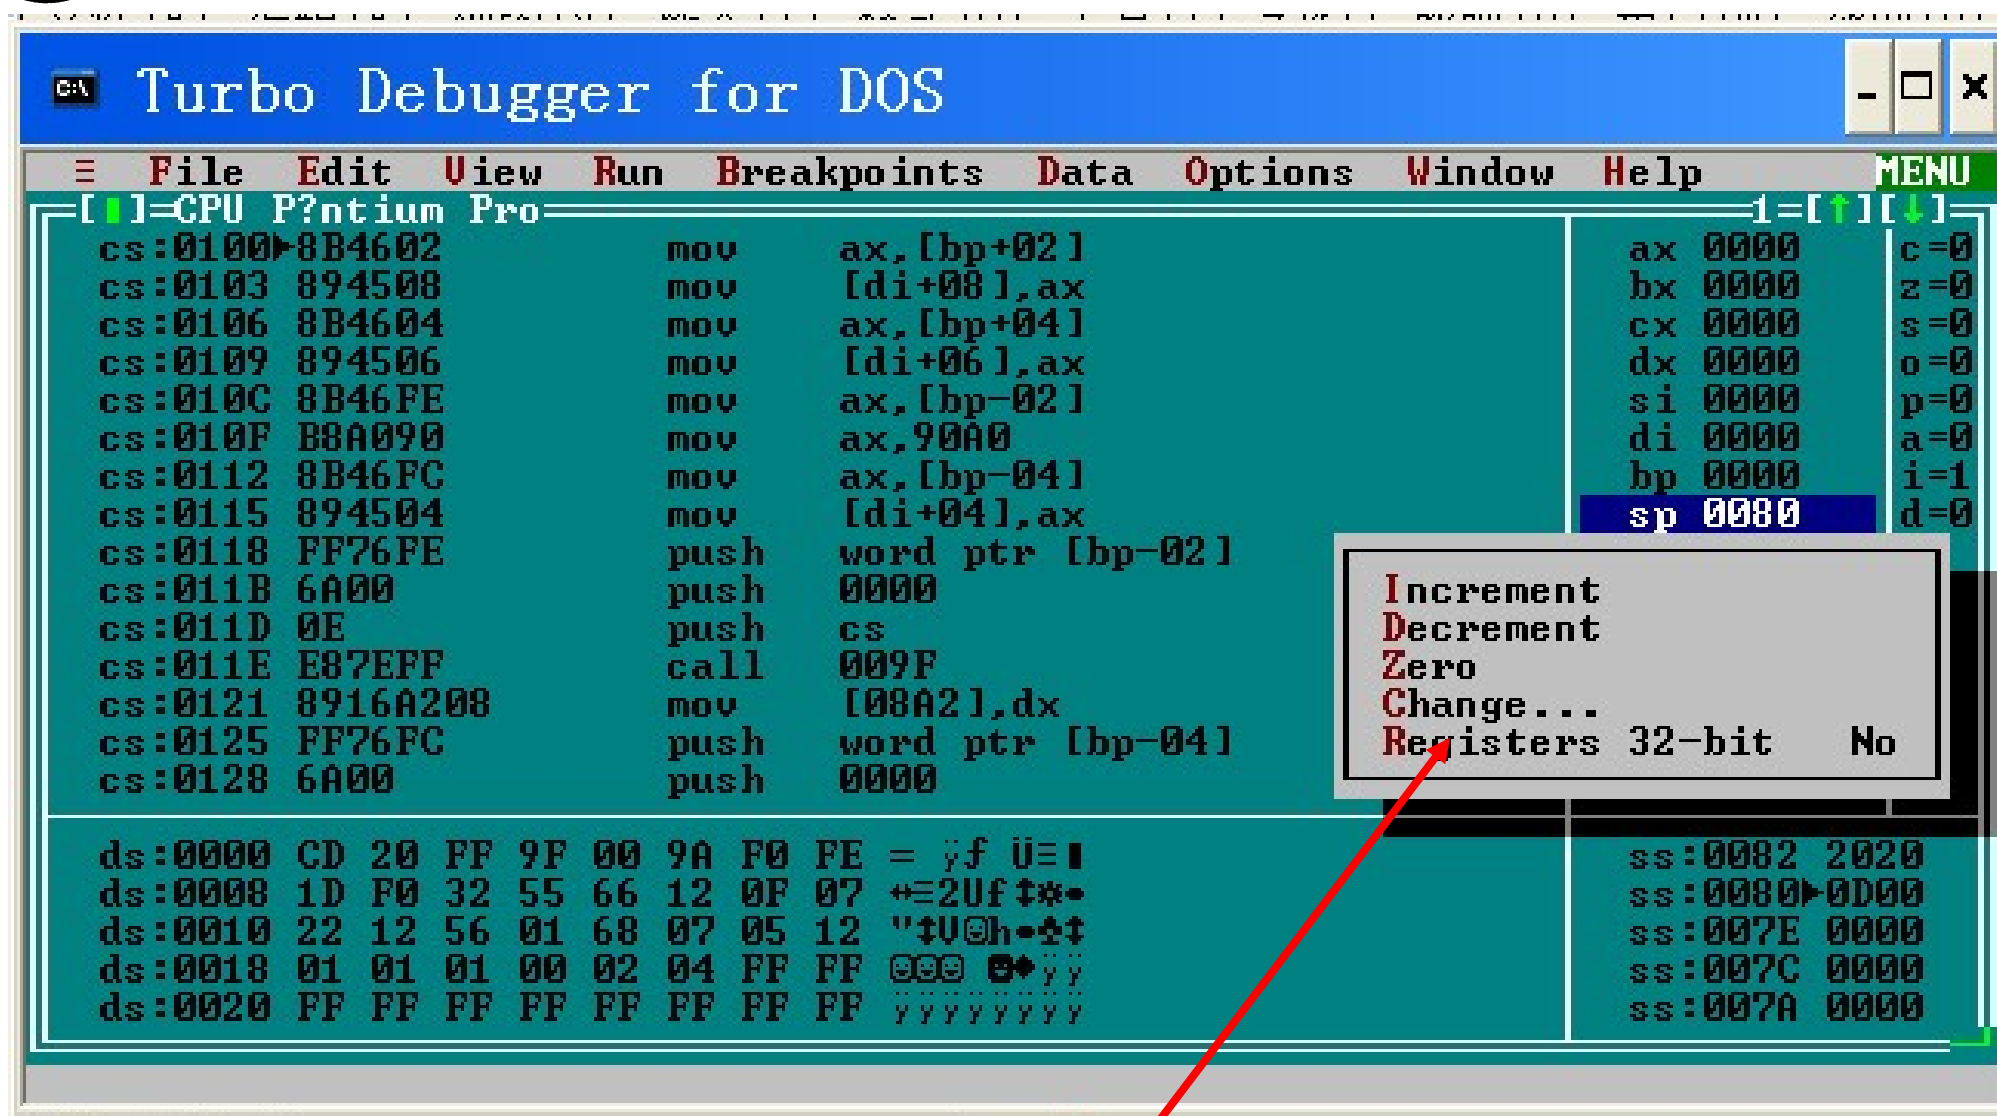 Turbo Debugger for DOS
≡ File Edit View Run Breakpoints Data Options Window Help MENU
[■]=CPU P?ntium Pro 1=[↑][↓]
cs:0100►8B4602 mov ax,[bp+02] ax 0000 c=0
cs:0103 894508 mov [di+08],ax bx 0000 z=0
cs:0106 8B4604 mov ax,[bp+04] cx 0000 s=0
cs:0109 894506 mov [di+06],ax dx 0000 o=0
cs:010C 8B46FE mov ax,[bp-02] si 0000 p=0
cs:010F B8A090 mov ax,90A0 di 0000 a=0
cs:0112 8B46FC mov ax,[bp-04] bp 0000 i=1
cs:0115 894504 mov [di+04],ax sp 0080 d=0
cs:0118 FF76FE push word ptr [bp-02]
cs:011B 6A00 push 0000 Increment
cs:011D 0E push cs Decrement
cs:011E E87EFF call 009F Zero
cs:0121 8916A208 mov [08A2],dx Change...
cs:0125 FF76FC push word ptr [bp-04] Registers 32-bit No
cs:0128 6A00 push 0000
ds:0000 CD 20 FF 9F 00 9A F0 FE = ÿƒ Ü≡■ ss:0082 2020
ds:0008 1D F0 32 55 66 12 0F 07 ↔≡2Uf↕☼• ss:0080►0D00
ds:0010 22 12 56 01 68 07 05 12 "↕V☺h•♣↕ ss:007E 0000
ds:0018 01 01 01 00 02 04 FF FF ☺☺☺ ☻♦ÿÿ ss:007C 0000
ds:0020 FF FF FF FF FF FF FF FF ÿÿÿÿÿÿÿÿ ss:007A 0000